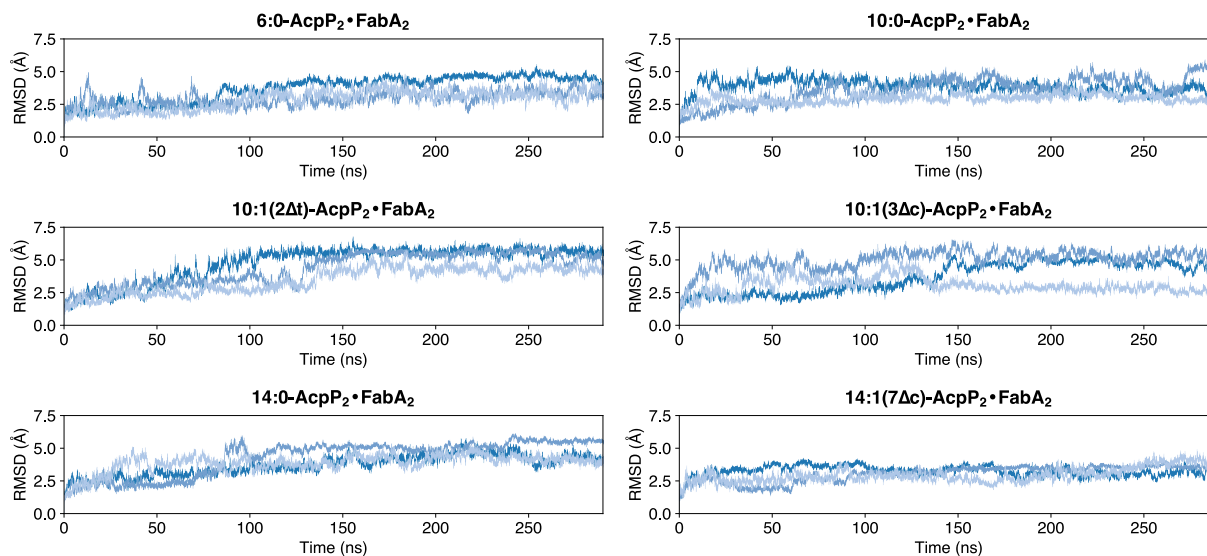 6:0-AcpP₂•FabA₂
10:0-AcpP₂•FabA₂
RMSD (Å)
7.5
5.0
2.5
0.0
0 50 100 150 200 250
Time (ns)
RMSD (Å)
7.5
5.0
2.5
0.0
0 50 100 150 200 250
Time (ns)
10:1(2Δt)-AcpP₂•FabA₂
10:1(3Δc)-AcpP₂•FabA₂
RMSD (Å)
7.5
5.0
2.5
0.0
0 50 100 150 200 250
Time (ns)
RMSD (Å)
7.5
5.0
2.5
0.0
0 50 100 150 200 250
Time (ns)
14:0-AcpP₂•FabA₂
14:1(7Δc)-AcpP₂•FabA₂
RMSD (Å)
7.5
5.0
2.5
0.0
0 50 100 150 200 250
Time (ns)
RMSD (Å)
7.5
5.0
2.5
0.0
0 50 100 150 200 250
Time (ns)